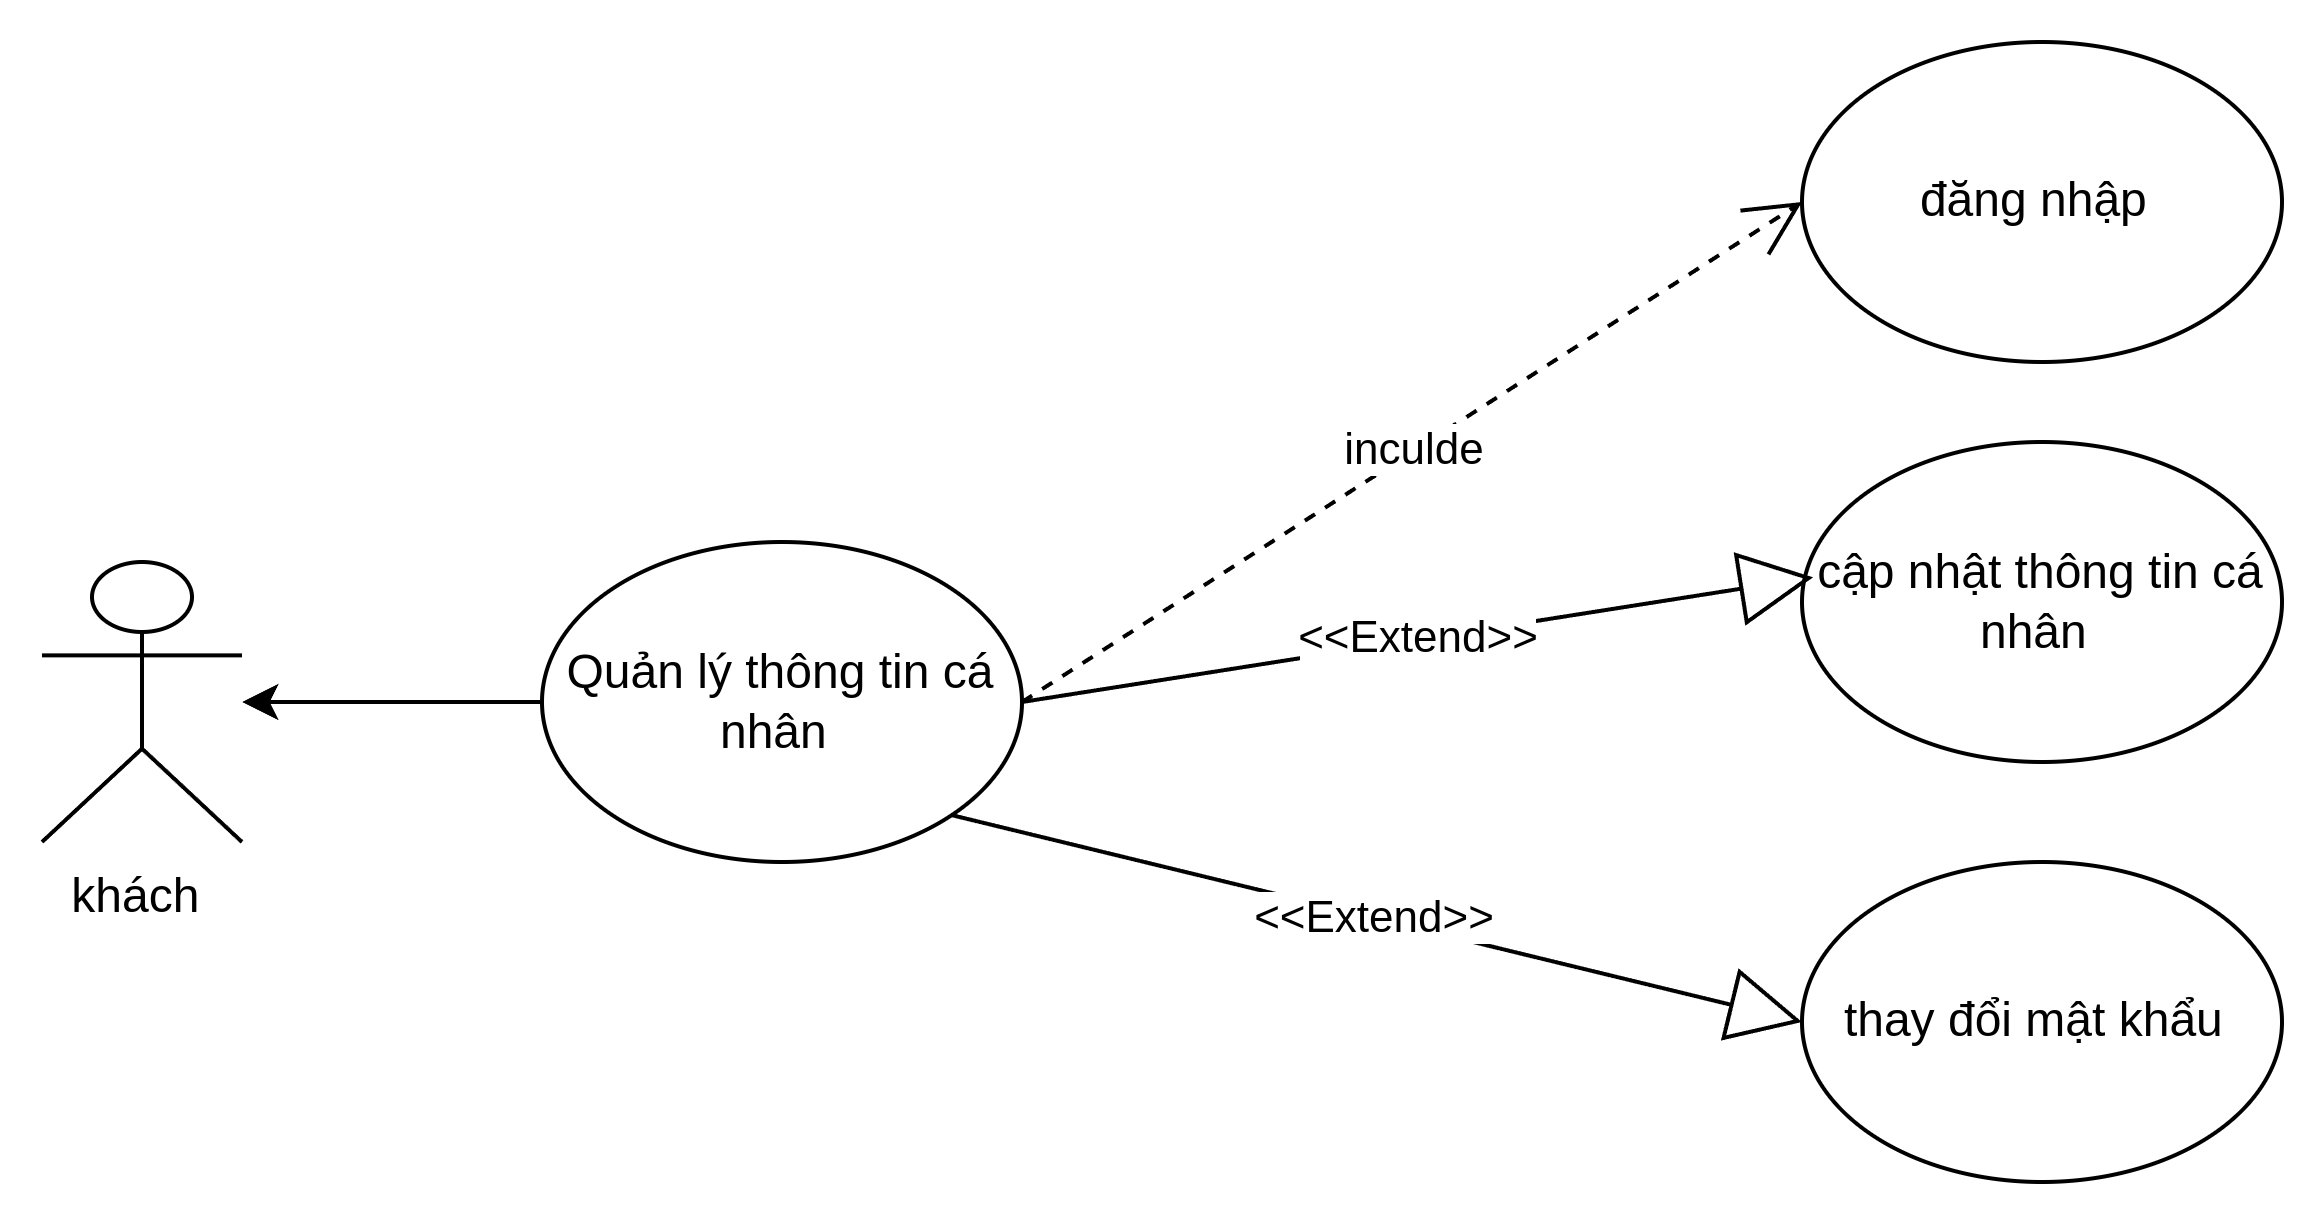 đăng nhập
inculde
cập nhật thông tin cá
nhân
<<Extend>>
Quản lý thông tin cá
nhân
khách
<<Extend>>
thay đổi mật khẩu